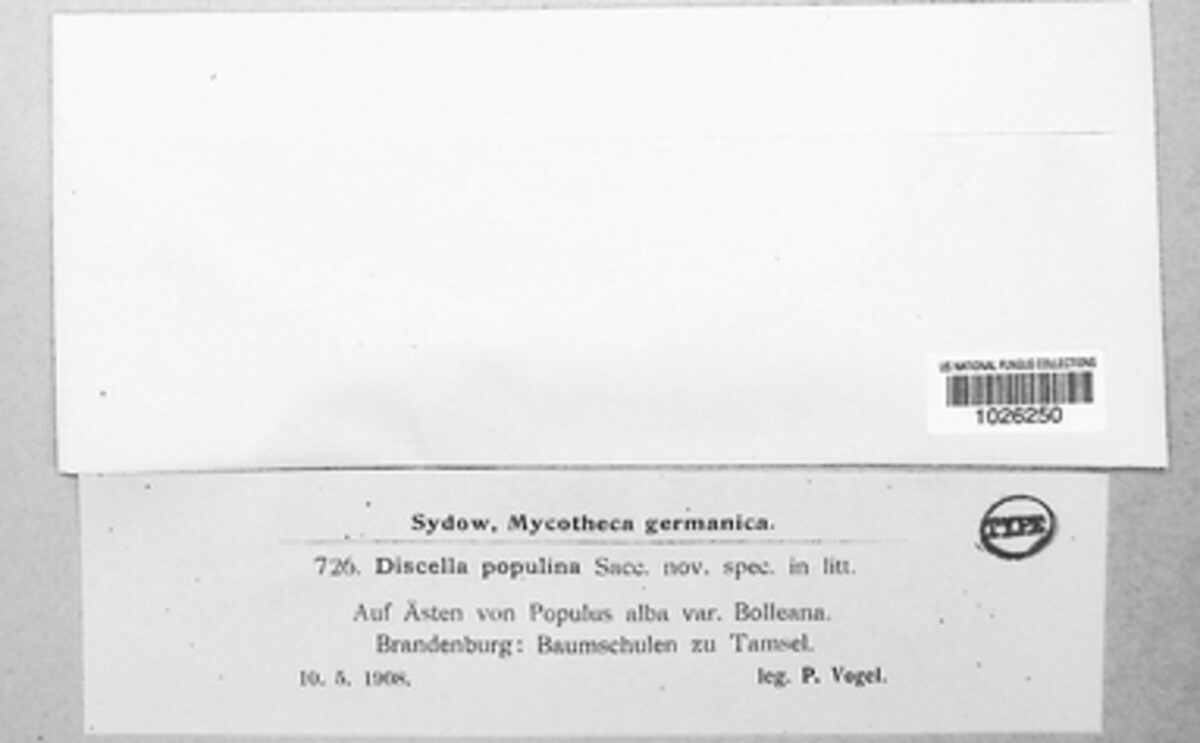 US NATIONAL FUNGUS COLLECTIONS
1026250
Sydow, Mycotheca germanica.
TYPE
726. Discella populina Sacc. nov. spec. in litt.
Auf Ästen von Populus alba var. Bolleana.
Brandenburg: Baumschulen zu Tamsel.
10. 5. 1908. leg. P. Vogel.